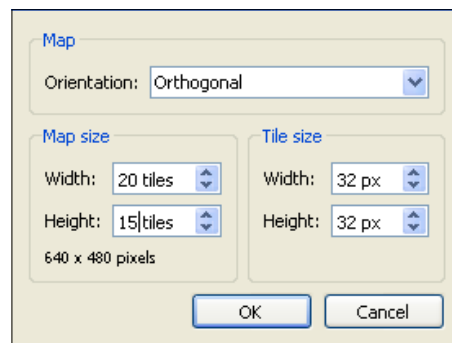 Map
Orientation: Orthogonal
Map size
Width: 20 tiles
Height: 15 tiles
640 x 480 pixels
Tile size
Width: 32 px
Height: 32 px
OK
Cancel